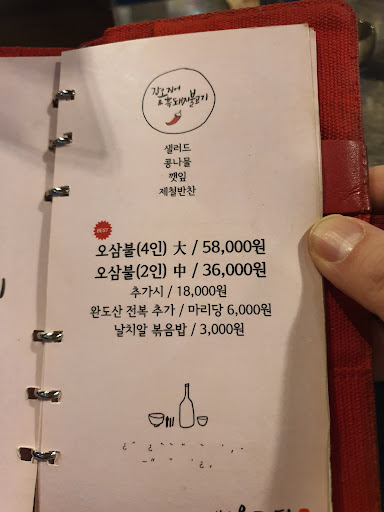 샐러드
콩나물
깻잎
제철반찬
BEST
오삼불(4인) 大 / 58,000원
오삼불(2인) 中 / 36,000원
추가시 / 18,000원
완도산 전복 추가 / 마리당 6,000원
날치알 볶음밥 / 3,000원